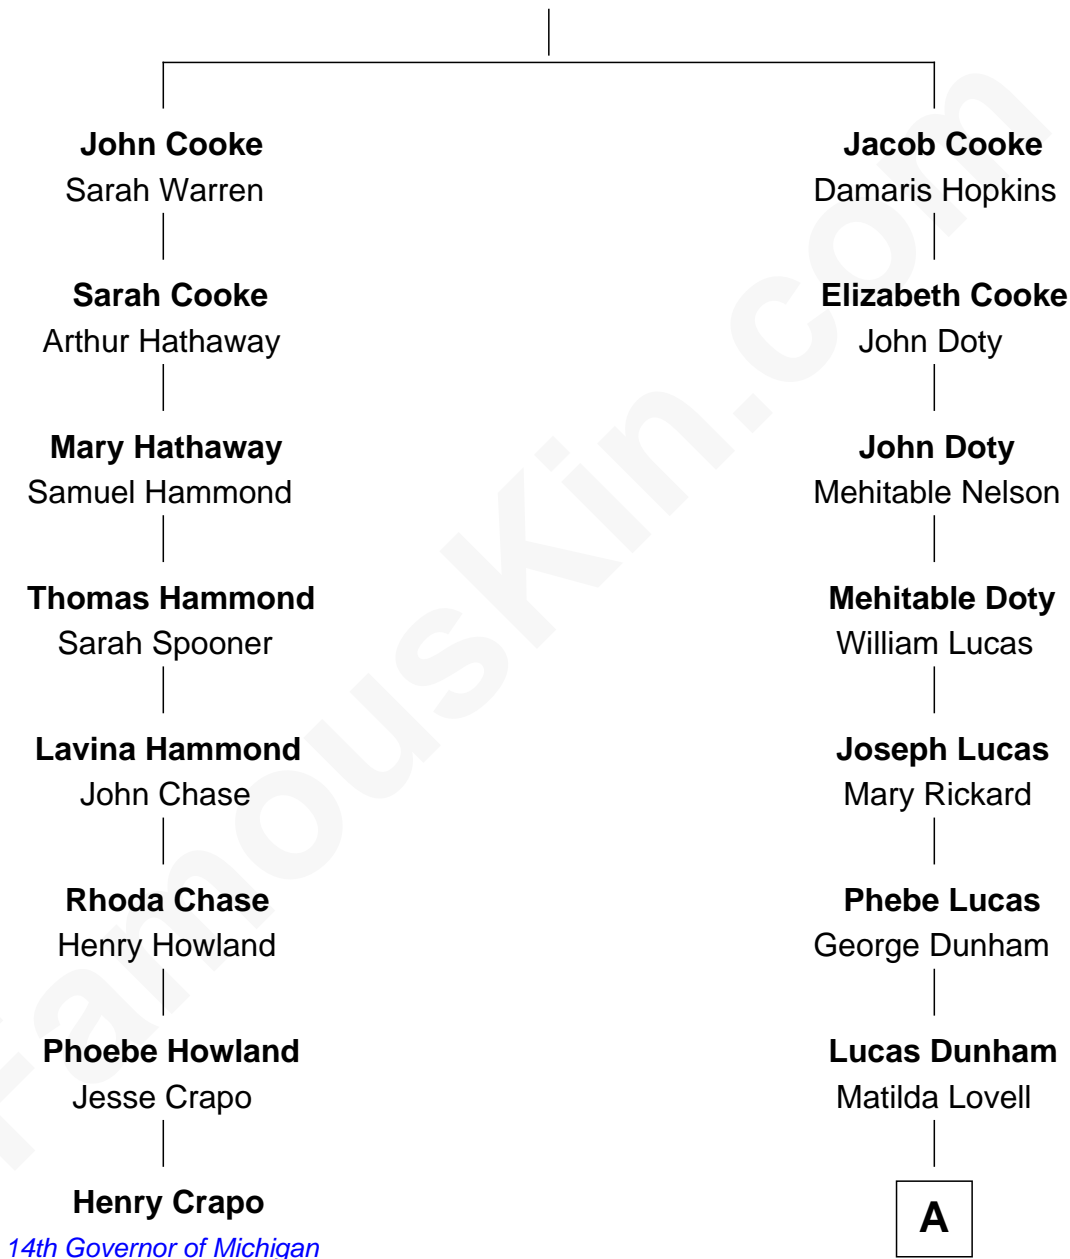 John Cooke
Sarah Warren
Jacob Cooke
Damaris Hopkins
Sarah Cooke
Arthur Hathaway
Elizabeth Cooke
John Doty
Mary Hathaway
Samuel Hammond
John Doty
Mehitable Nelson
Thomas Hammond
Sarah Spooner
Mehitable Doty
William Lucas
Lavina Hammond
John Chase
Joseph Lucas
Mary Rickard
Rhoda Chase
Henry Howland
Phebe Lucas
George Dunham
Phoebe Howland
Jesse Crapo
Lucas Dunham
Matilda Lovell
Henry Crapo
14th Governor of Michigan
A
FamousKin.com